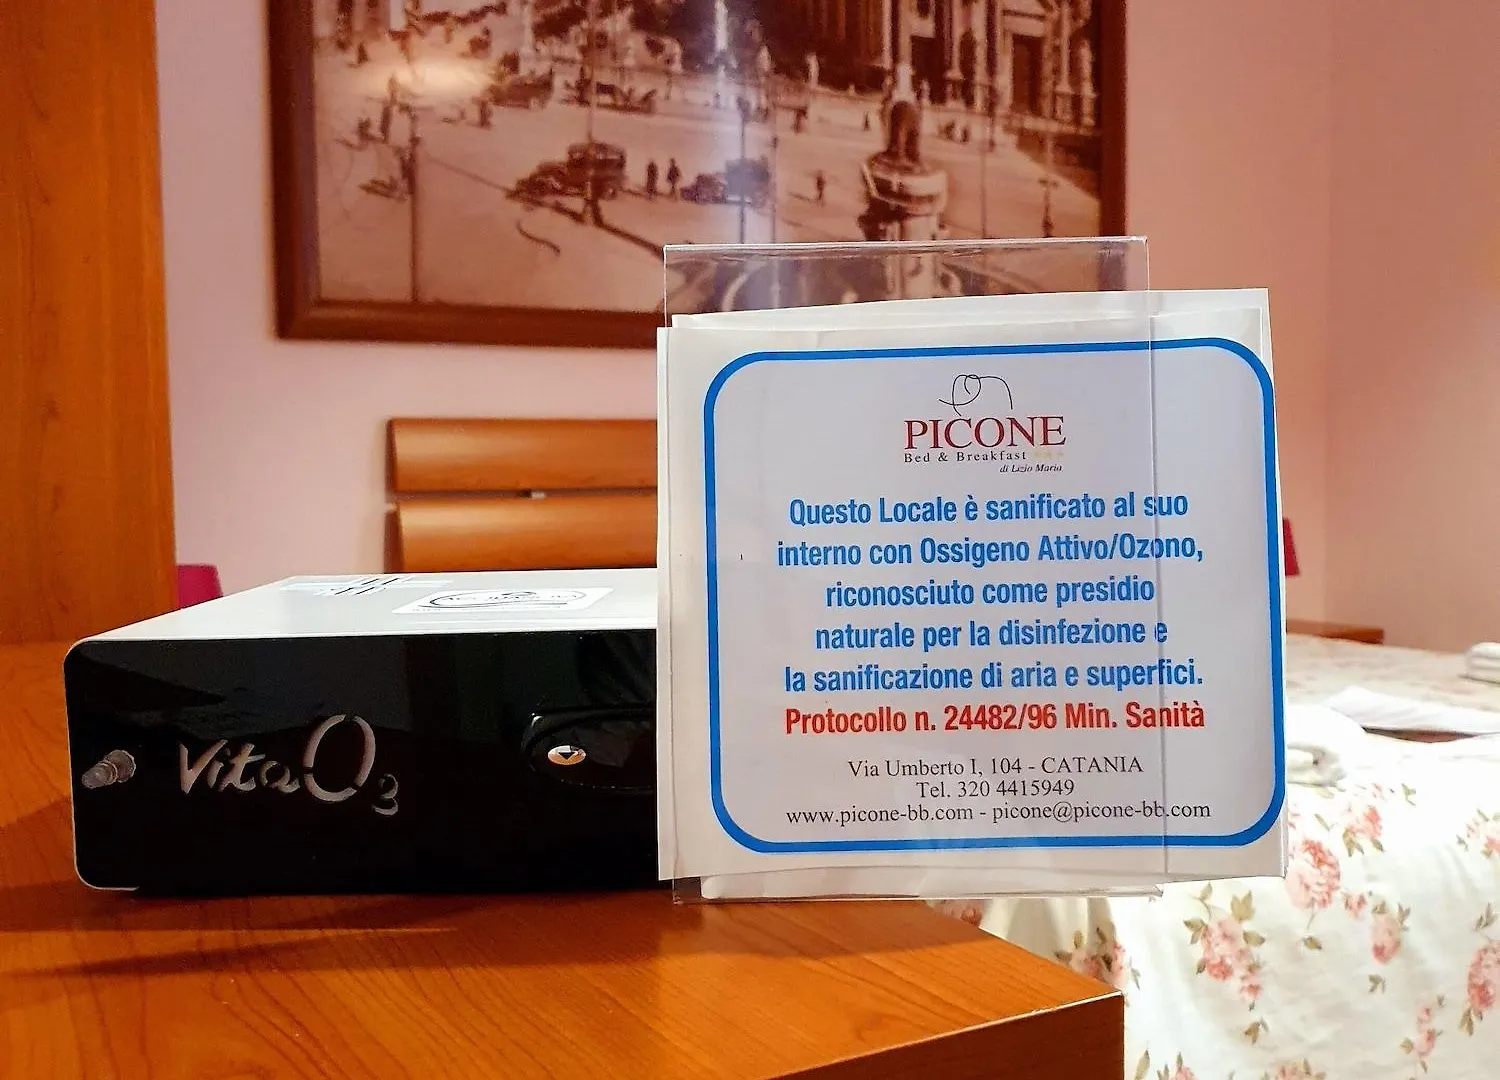 VitaO3
PICONE
Bed & Breakfast ★★★
di Lizio Maria
Questo Locale è sanificato al suo
interno con Ossigeno Attivo/Ozono,
riconosciuto come presidio
naturale per la disinfezione e
la sanificazione di aria e superfici.
Protocollo n. 24482/96 Min. Sanità
Via Umberto I, 104 - CATANIA
Tel. 320 4415949
www.picone-bb.com - picone@picone-bb.com